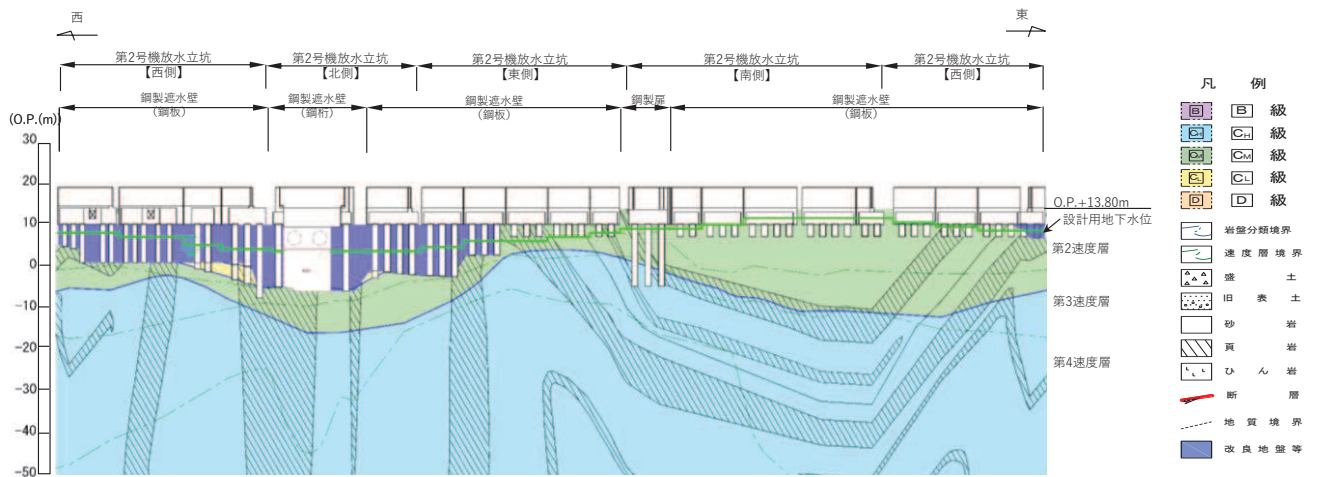 西
東
第2号機放水立坑
【西側】
第2号機放水立坑
【北側】
第2号機放水立坑
【東側】
第2号機放水立坑
【南側】
第2号機放水立坑
【西側】
鋼製遮水壁
(鋼板)
鋼製遮水壁
(鋼桁)
鋼製遮水壁
(鋼板)
鋼製扉
鋼製遮水壁
(鋼板)
(O.P.(m))
30
20
10
0
-10
-20
-30
-40
-50
O.P.+13.80m
設計用地下水位
第2速度層
第3速度層
第4速度層
凡 例
B B 級
CH CH 級
CM CM 級
CL CL 級
D D 級
岩盤分類境界
速度層境界
盛 土
旧 表 土
砂 岩
頁 岩
ひ ん 岩
断 層
地 質 境 界
改 良 地 盤 等